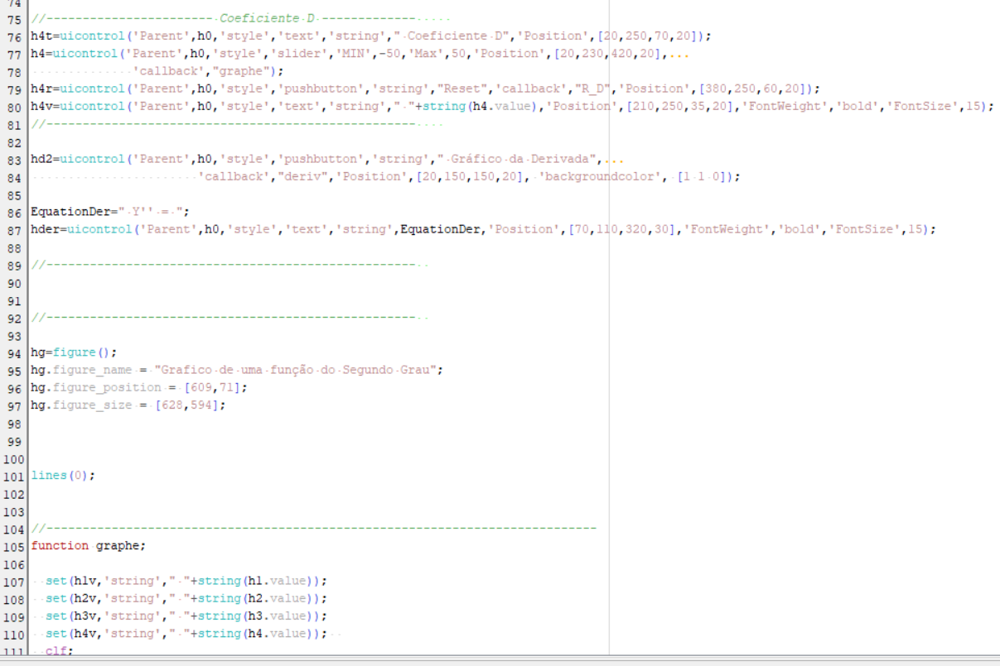 74
75 //----------------------- Coeficiente D -------------
76 h4t=uicontrol('Parent',h0,'style','text','string'," Coeficiente D",'Position',[20,250,70,20]);
77 h4=uicontrol('Parent',h0,'style','slider','MIN',-50,'Max',50,'Position',[20,230,420,20],...
78 'callback',"graphe");
79 h4r=uicontrol('Parent',h0,'style','pushbutton','string',"Reset",'callback',"R_D",'Position',[380,250,60,20]);
80 h4v=uicontrol('Parent',h0,'style','text','string'," "+string(h4.value),'Position',[210,250,35,20],'FontWeight','bold','FontSize',15);
81 //---------------------------------------------------
82
83 hd2=uicontrol('Parent',h0,'style','pushbutton','string'," Gráfico da Derivada",...
84 'callback',"deriv",'Position',[20,150,150,20], 'backgroundcolor', [1 1 0]);
85
86 EquationDer=" Y'' = ";
87 hder=uicontrol('Parent',h0,'style','text','string',EquationDer,'Position',[70,110,320,30],'FontWeight','bold','FontSize',15);
88
89 //---------------------------------------------------
90
91
92 //---------------------------------------------------
93
94 hg=figure();
95 hg.figure_name = "Grafico de uma função do Segundo Grau";
96 hg.figure_position = [609,71];
97 hg.figure_size = [628,594];
98
99
100
101 lines(0);
102
103
104 //----------------------------------------------------------------------------
105 function graphe;
106
107 set(h1v,'string'," "+string(h1.value));
108 set(h2v,'string'," "+string(h2.value));
109 set(h3v,'string'," "+string(h3.value));
110 set(h4v,'string'," "+string(h4.value));
111 clf;